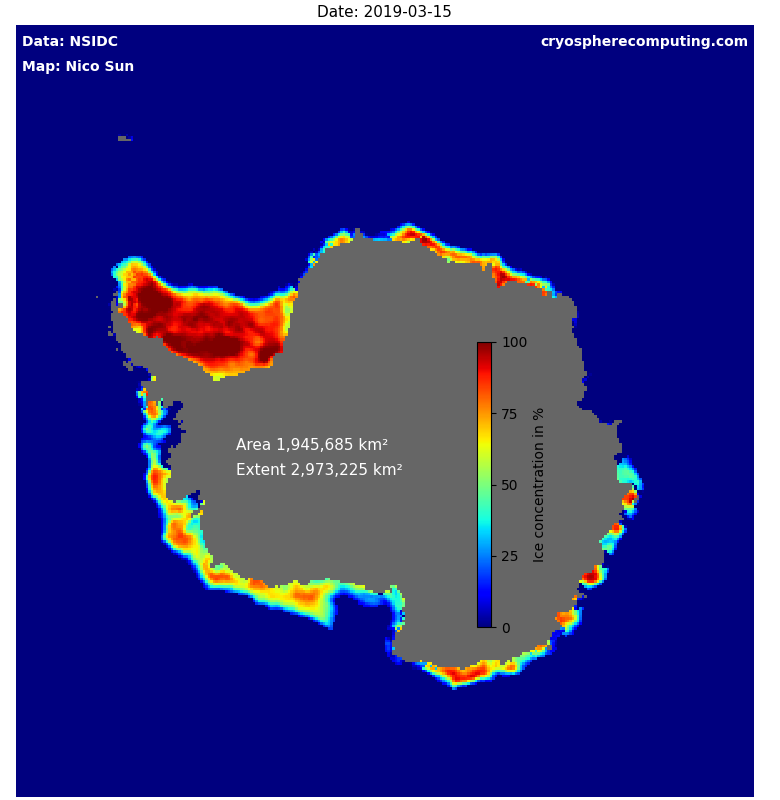 Date: 2019-03-15
Data: NSIDC
cryospherecomputing.com
Map: Nico Sun
100
75
50
25
0
Ice concentration in %
Area 1,945,685 km²
Extent 2,973,225 km²